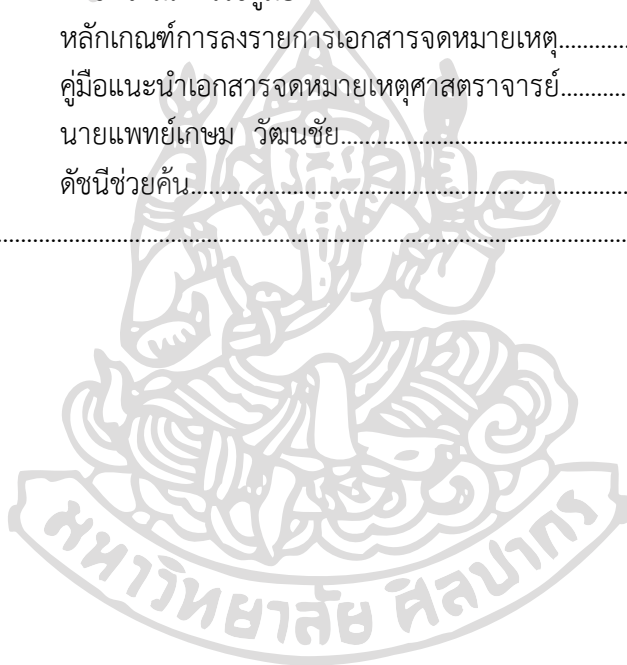 หลักเกณฑ์การลงรายการเอกสารจดหมายเหตุ............
คู่มือแนะนำเอกสารจดหมายเหตุศาสตราจารย์............
นายแพทย์เกษม วัฒนชัย............
ดัชนีช่วยค้น............
มหาวิทยาลัย ศิลปากร